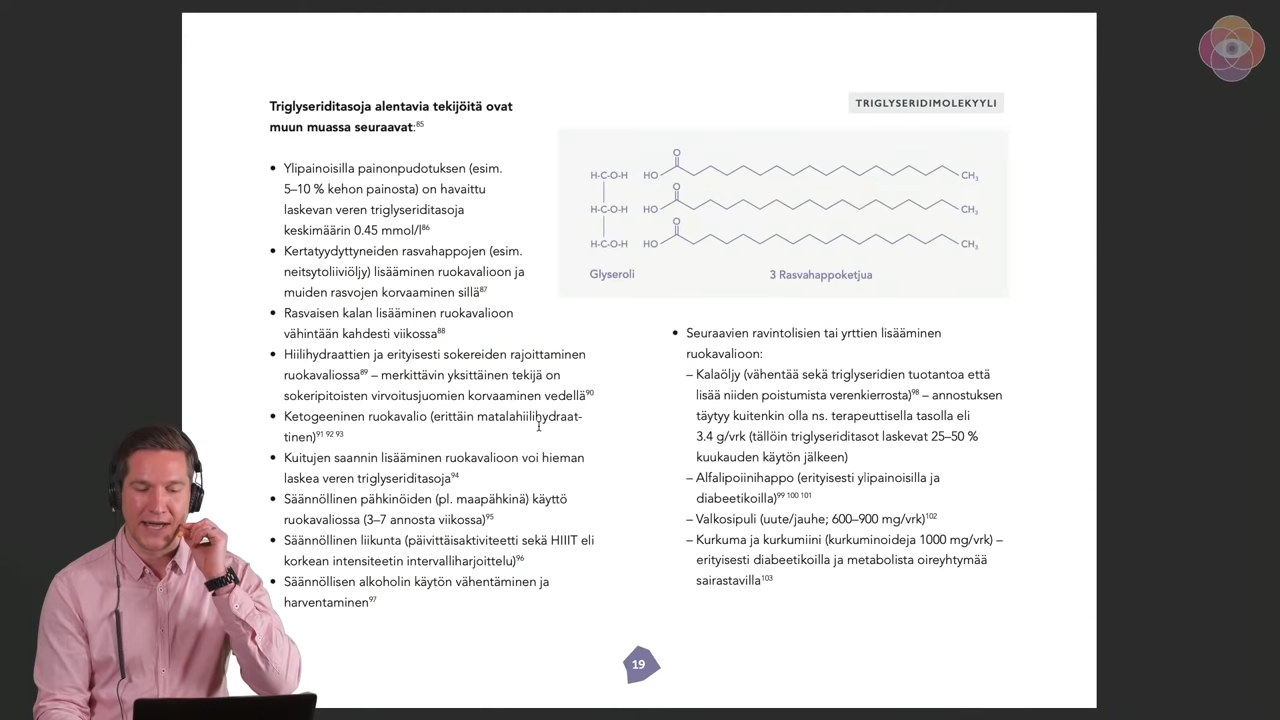 Triglyseriditasoja alentavia tekijöitä ovat
muun muassa seuraavat:⁸⁵
• Ylipainoisilla painonpudotuksen (esim.
5–10 % kehon painosta) on havaittu
laskevan veren triglyseriditasoja
keskimäärin 0.45 mmol/l⁸⁶
• Kertatyydyttyneiden rasvahappojen (esim.
neitsytoliiviöljy) lisääminen ruokavalioon ja
muiden rasvojen korvaaminen sillä⁸⁷
• Rasvaisen kalan lisääminen ruokavalioon
vähintään kahdesti viikossa⁸⁸
• Hiilihydraattien ja erityisesti sokereiden rajoittaminen
ruokavaliossa⁸⁹ – merkittävin yksittäinen tekijä on
sokeripitoisten virvoitusjuomien korvaaminen vedellä⁹⁰
• Ketogeeninen ruokavalio (erittäin matalahiilihydraat-
tinen)⁹¹ ⁹² ⁹³
• Kuitujen saannin lisääminen ruokavalioon voi hieman
laskea veren triglyseriditasoja⁹⁴
• Säännöllinen pähkinöiden (pl. maapähkinä) käyttö
ruokavaliossa (3–7 annosta viikossa)⁹⁵
• Säännöllinen liikunta (päivittäisaktiviteetti sekä HIIIT eli
korkean intensiteetin intervalliharjoittelu)⁹⁶
• Säännöllisen alkoholin käytön vähentäminen ja
harventaminen⁹⁷
TRIGLYSERIDIMOLEKYYLI
H-C-O-H HO O CH₃
H-C-O-H HO O CH₃
H-C-O-H HO O CH₃
Glyseroli 3 Rasvahappoketjua
• Seuraavien ravintolisien tai yrttien lisääminen
ruokavalioon:
– Kalaöljy (vähentää sekä triglyseridien tuotantoa että
lisää niiden poistumista verenkierrosta)⁹⁸ – annostuksen
täytyy kuitenkin olla ns. terapeuttisella tasolla eli
3.4 g/vrk (tällöin triglyseriditasot laskevat 25–50 %
kuukauden käytön jälkeen)
– Alfalipoiinihappo (erityisesti ylipainoisilla ja
diabeetikoilla)⁹⁹ ¹⁰⁰ ¹⁰¹
– Valkosipuli (uute/jauhe; 600–900 mg/vrk)¹⁰²
– Kurkuma ja kurkumiini (kurkuminoideja 1000 mg/vrk) –
erityisesti diabeetikoilla ja metabolista oireyhtymää
sairastavilla¹⁰³
19